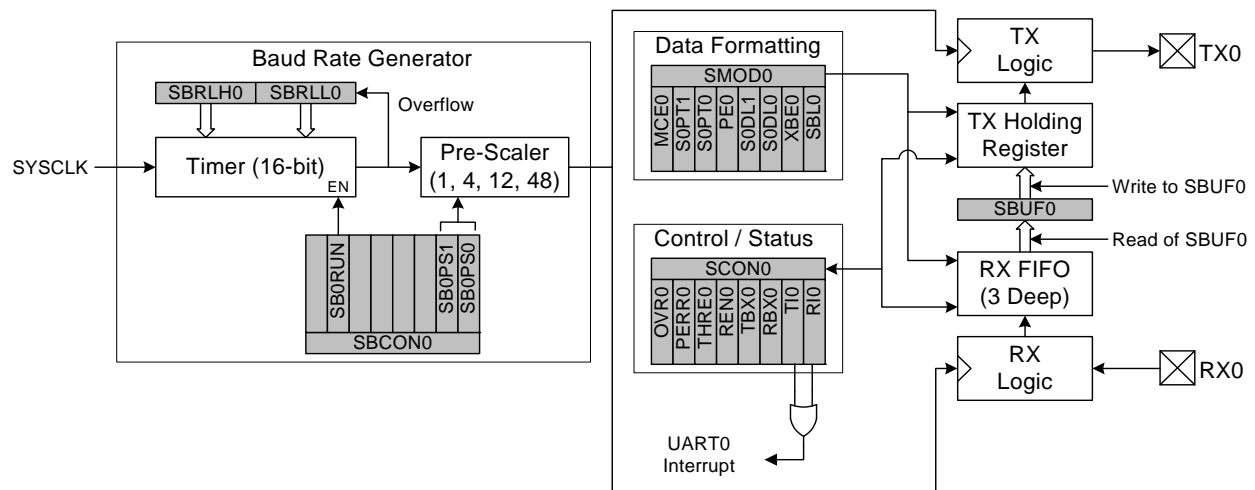 Baud Rate Generator
SBRLH0 SBRLL0
Overflow
SYSCLK
Timer (16-bit)
EN
Pre-Scaler
(1, 4, 12, 48)
SB0RUN
SB0PS1
SB0PS0
SBCON0
Data Formatting
SMOD0
MCE0
S0PT1
S0PT0
PE0
S0DL1
S0DL0
XBE0
SBL0
Control / Status
SCON0
OVR0
PERR0
THRE0
REN0
TBX0
RBX0
TI0
RI0
UART0
Interrupt
TX
Logic
TX0
TX Holding
Register
Write to SBUF0
SBUF0
Read of SBUF0
RX FIFO
(3 Deep)
RX
Logic
RX0